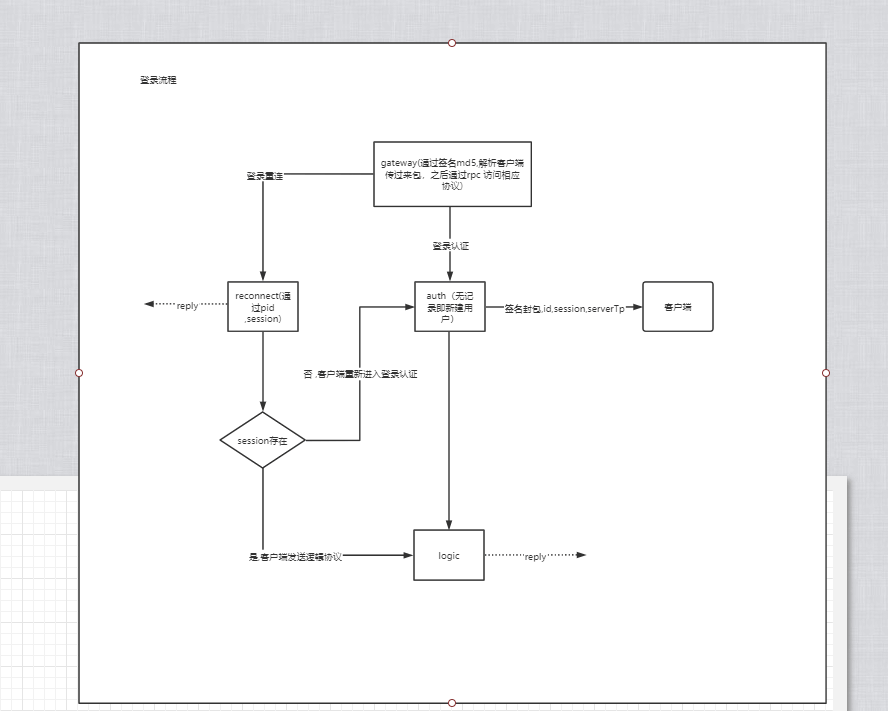 登录流程
gateway(通过签名md5,解析客户端
传过来包，之后通过rpc 访问相应
协议)
登录重连
登录认证
reconnect(通
过pid
,session)
reply
auth（无记
录即新建用
户）
签名封包,id,session,serverTp
客户端
否 ,客户端重新进入登录认证
session存在
是,客户端发送逻辑协议
logic
reply